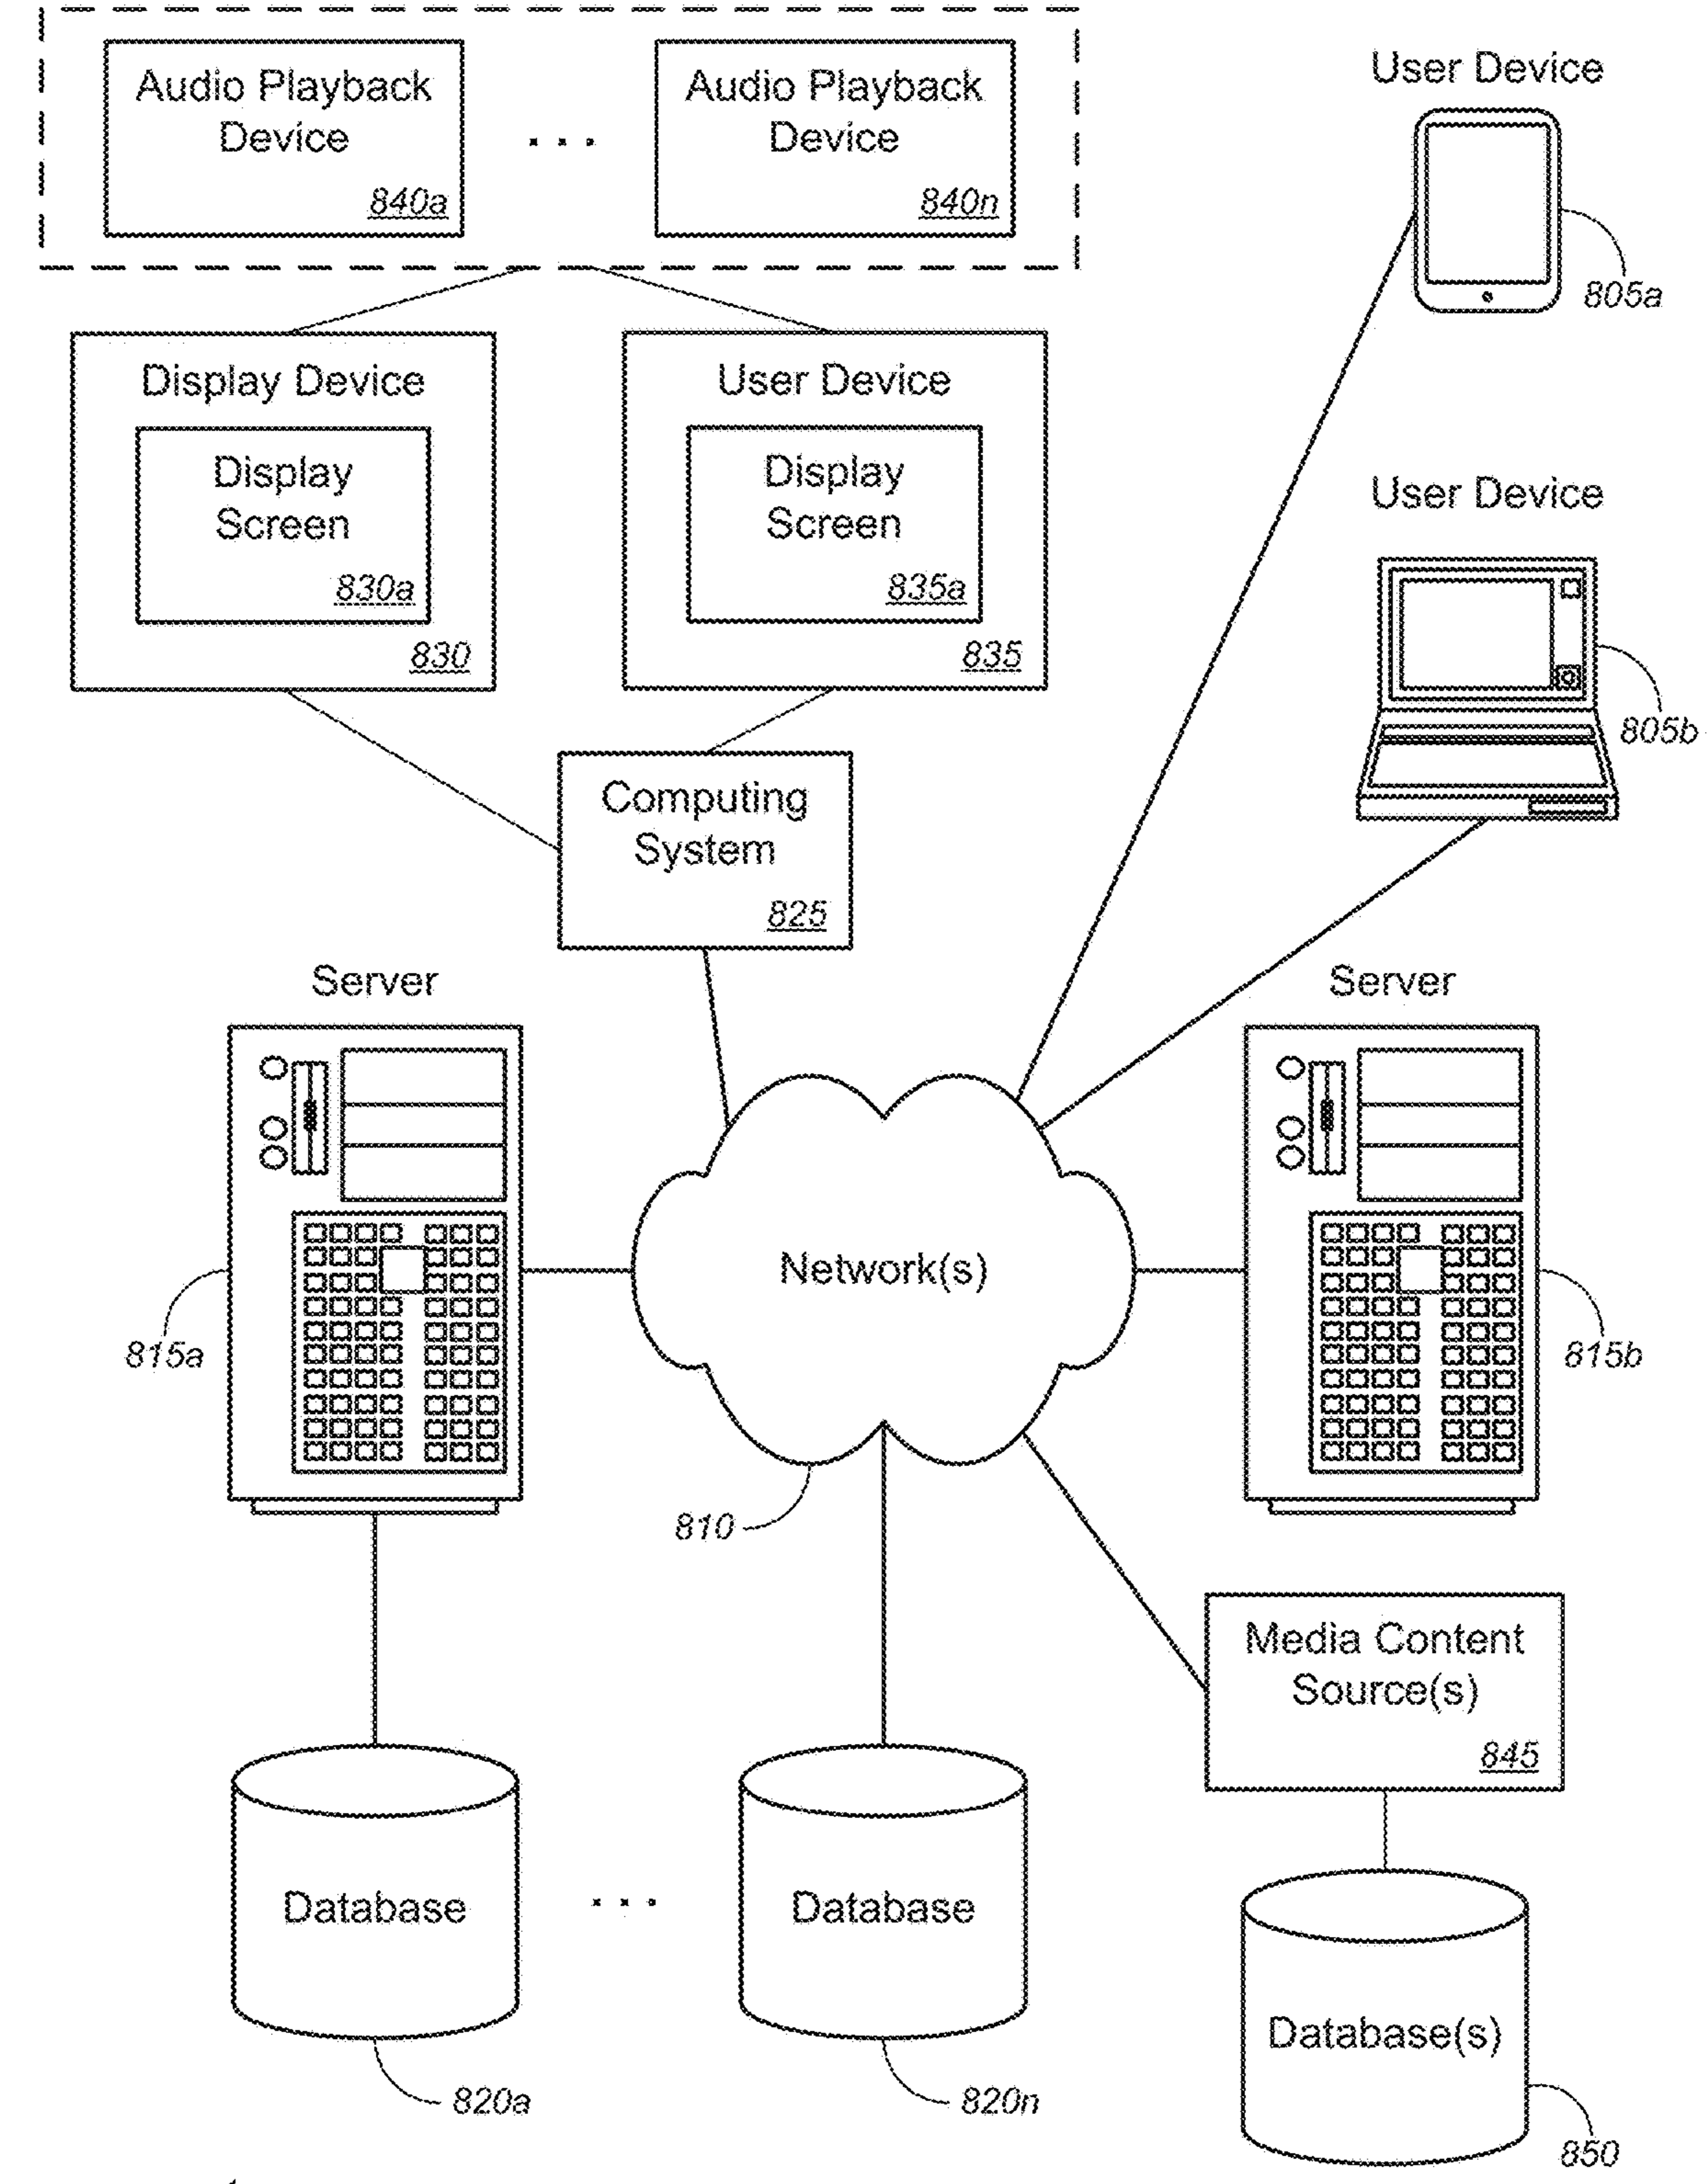 Audio Playback
Device
840a
. . .
Audio Playback
Device
840n
User Device
805a
Display Device
Display
Screen
830a
830
User Device
Display
Screen
835a
835
User Device
805b
Computing
System
825
Server
815a
Server
815b
Network(s)
810
Media Content
Source(s)
845
Database
820a
. . .
Database
820n
Database(s)
850